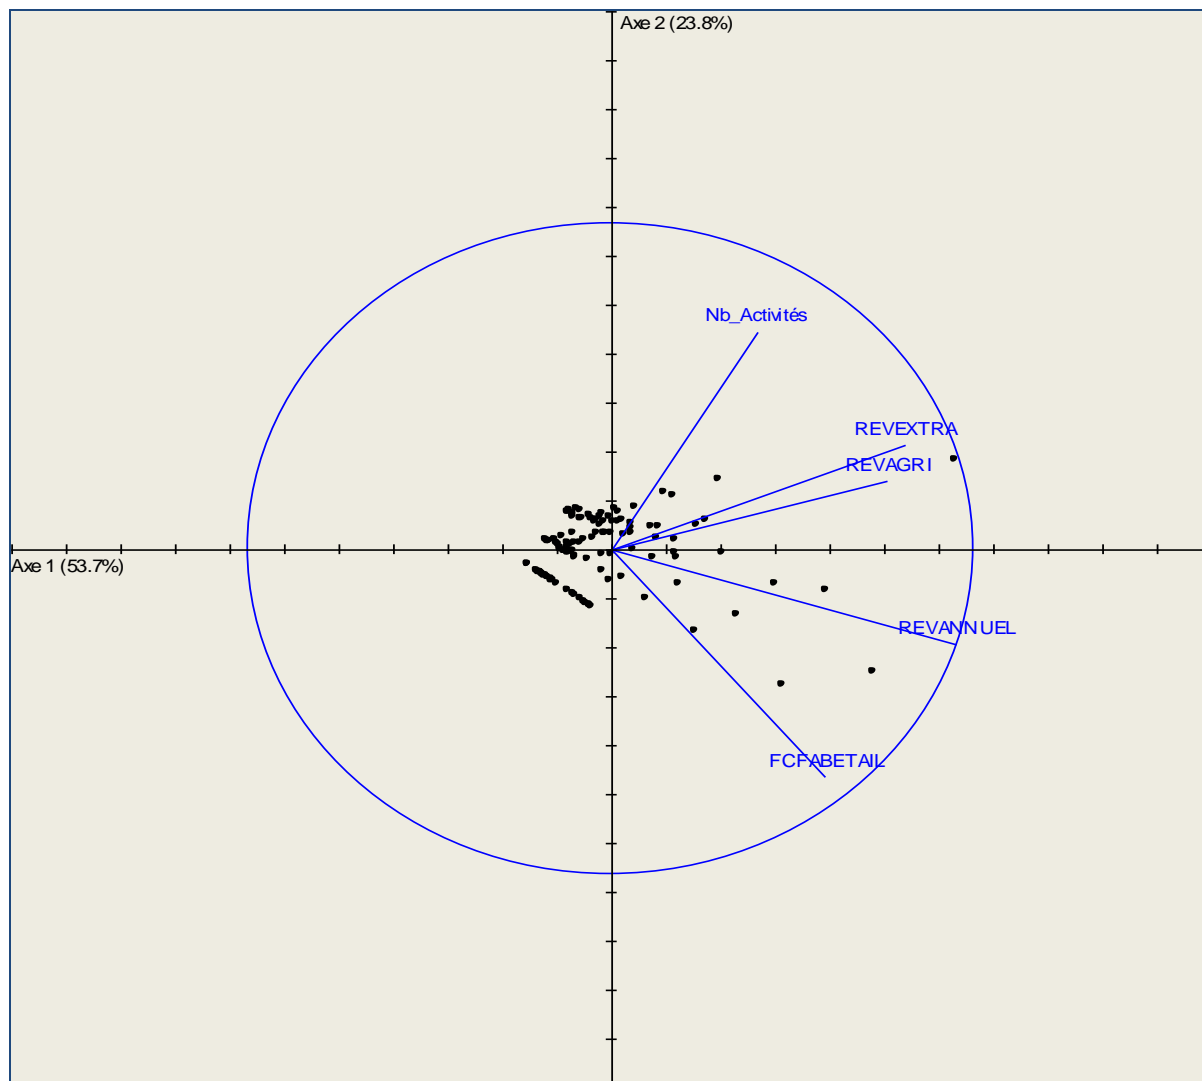 Axe 2 (23.8%)
Nb_Activités
REVEXTRA
REVAGRI
Axe 1 (53.7%)
REVANNUEL
FCFABETAIL